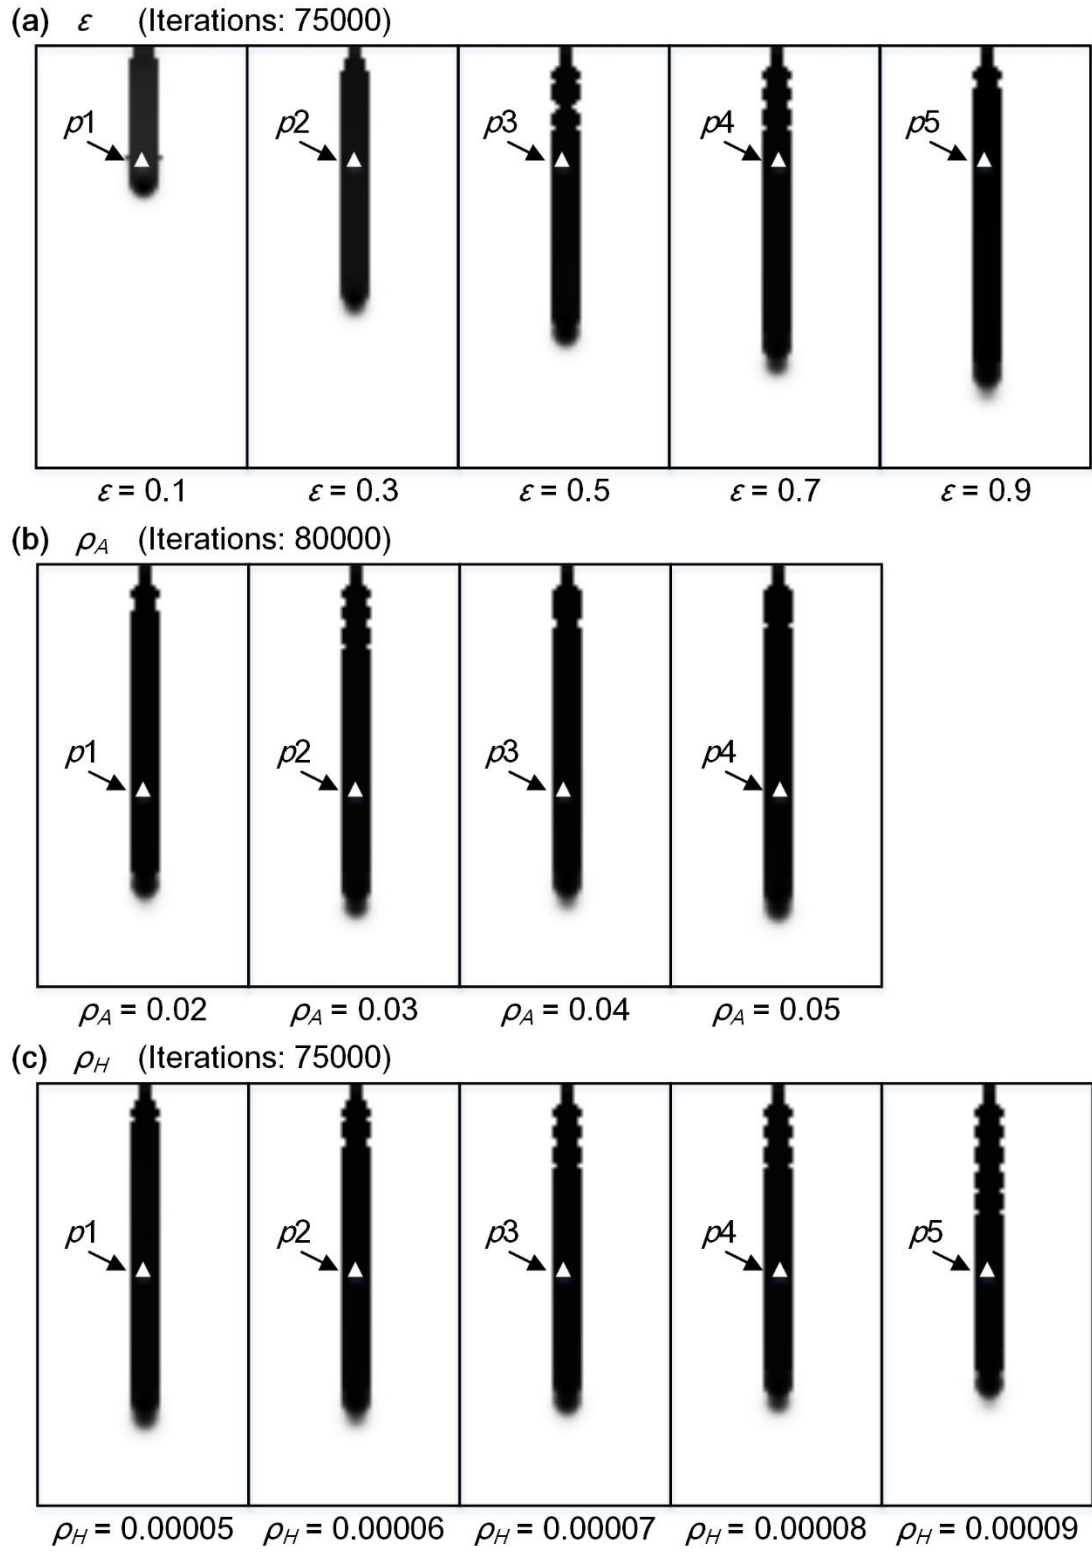 (a) ε (Iterations: 75000)
p1 p2 p3 p4 p5
ε = 0.1 ε = 0.3 ε = 0.5 ε = 0.7 ε = 0.9
(b) ρA (Iterations: 80000)
p1 p2 p3 p4
ρA = 0.02 ρA = 0.03 ρA = 0.04 ρA = 0.05
(c) ρH (Iterations: 75000)
p1 p2 p3 p4 p5
ρH = 0.00005 ρH = 0.00006 ρH = 0.00007 ρH = 0.00008 ρH = 0.00009